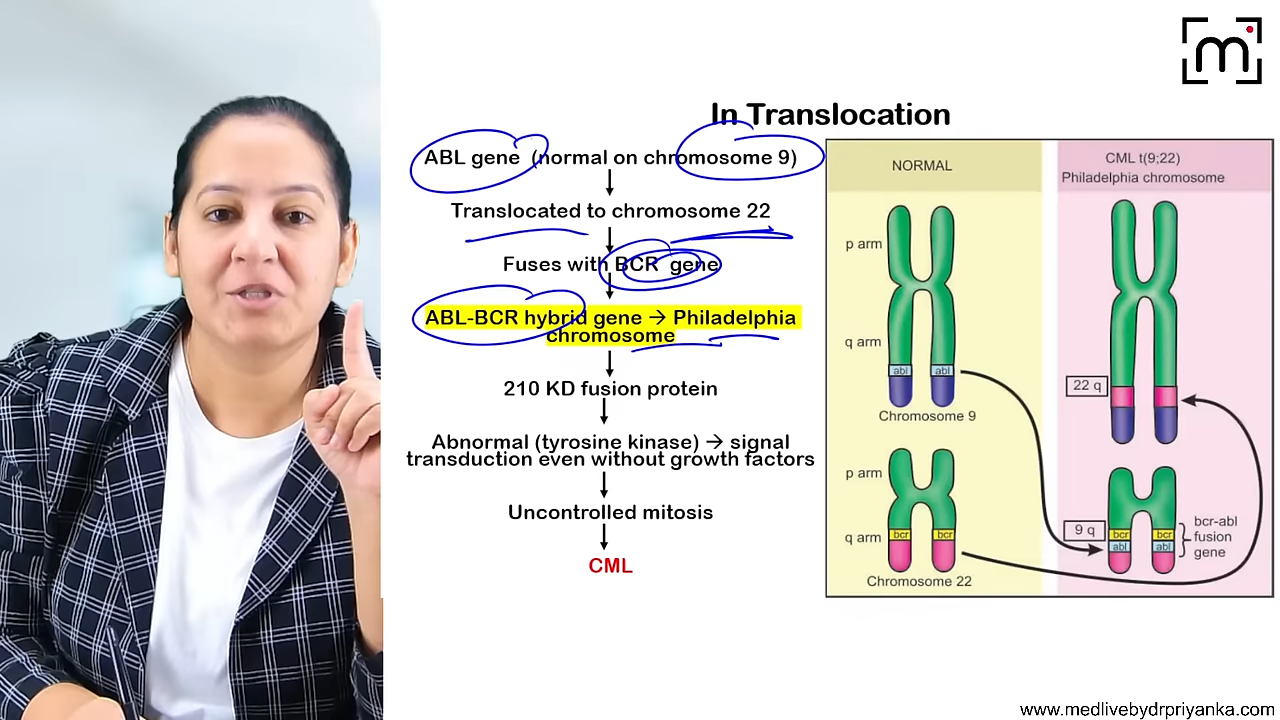 m
In Translocation
ABL gene (normal on chromosome 9)
Translocated to chromosome 22
Fuses with BCR gene
ABL-BCR hybrid gene → Philadelphia
chromosome
210 KD fusion protein
Abnormal (tyrosine kinase) → signal
transduction even without growth factors
Uncontrolled mitosis
CML
NORMAL
p arm
q arm
abl abl
Chromosome 9
p arm
q arm
bcr bcr
Chromosome 22
CML t(9;22)
Philadelphia chromosome
22 q
9 q
bcr bcr
abl abl
bcr-abl
fusion
gene
www.medlivebydrpriyanka.com